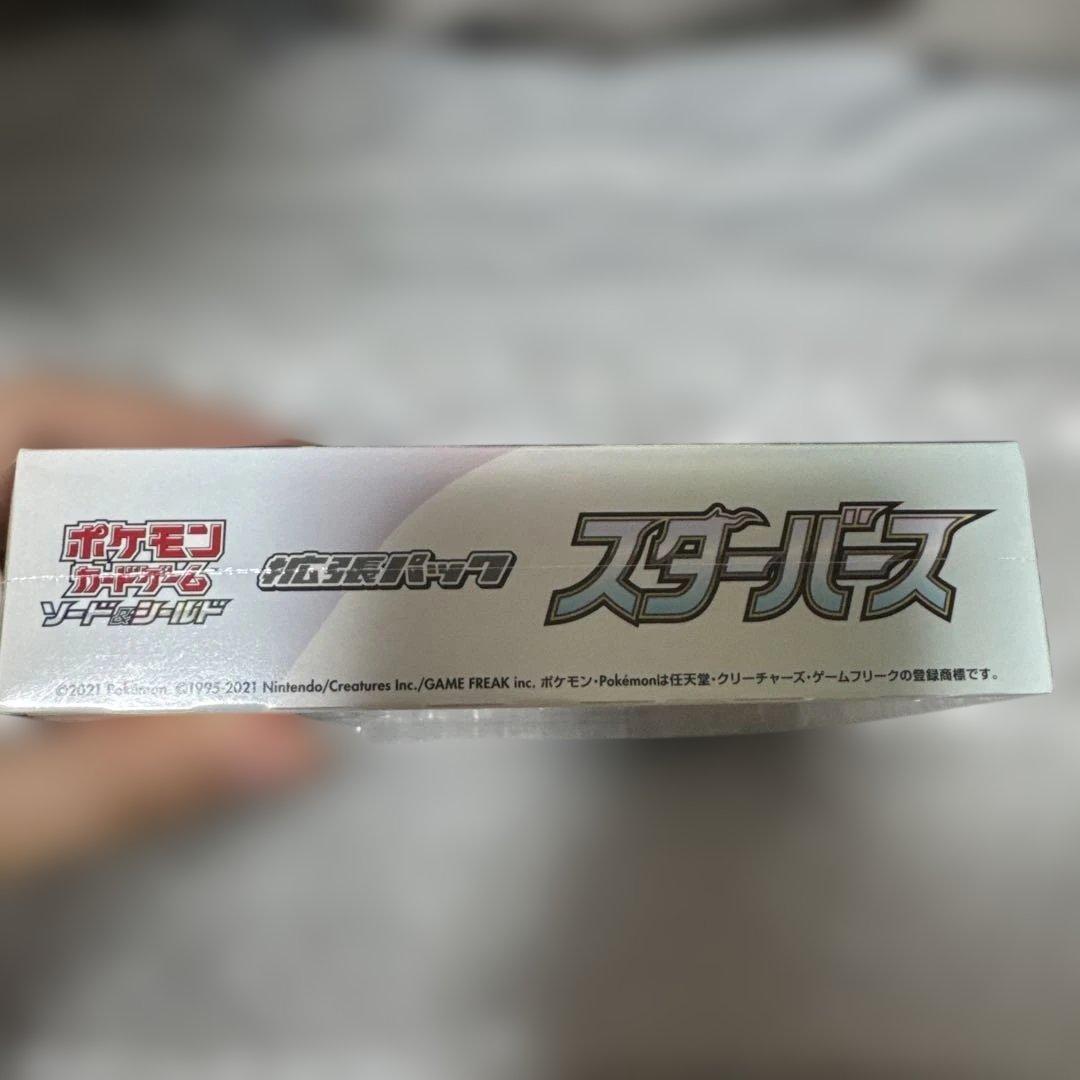 ポケモン
カードゲーム
ソード&シールド
拡張パック
スターバース
©2021 Pokémon. ©1995-2021 Nintendo/Creatures Inc./GAME FREAK inc. ポケモン・Pokémonは任天堂・クリーチャーズ・ゲームフリークの登録商標です。